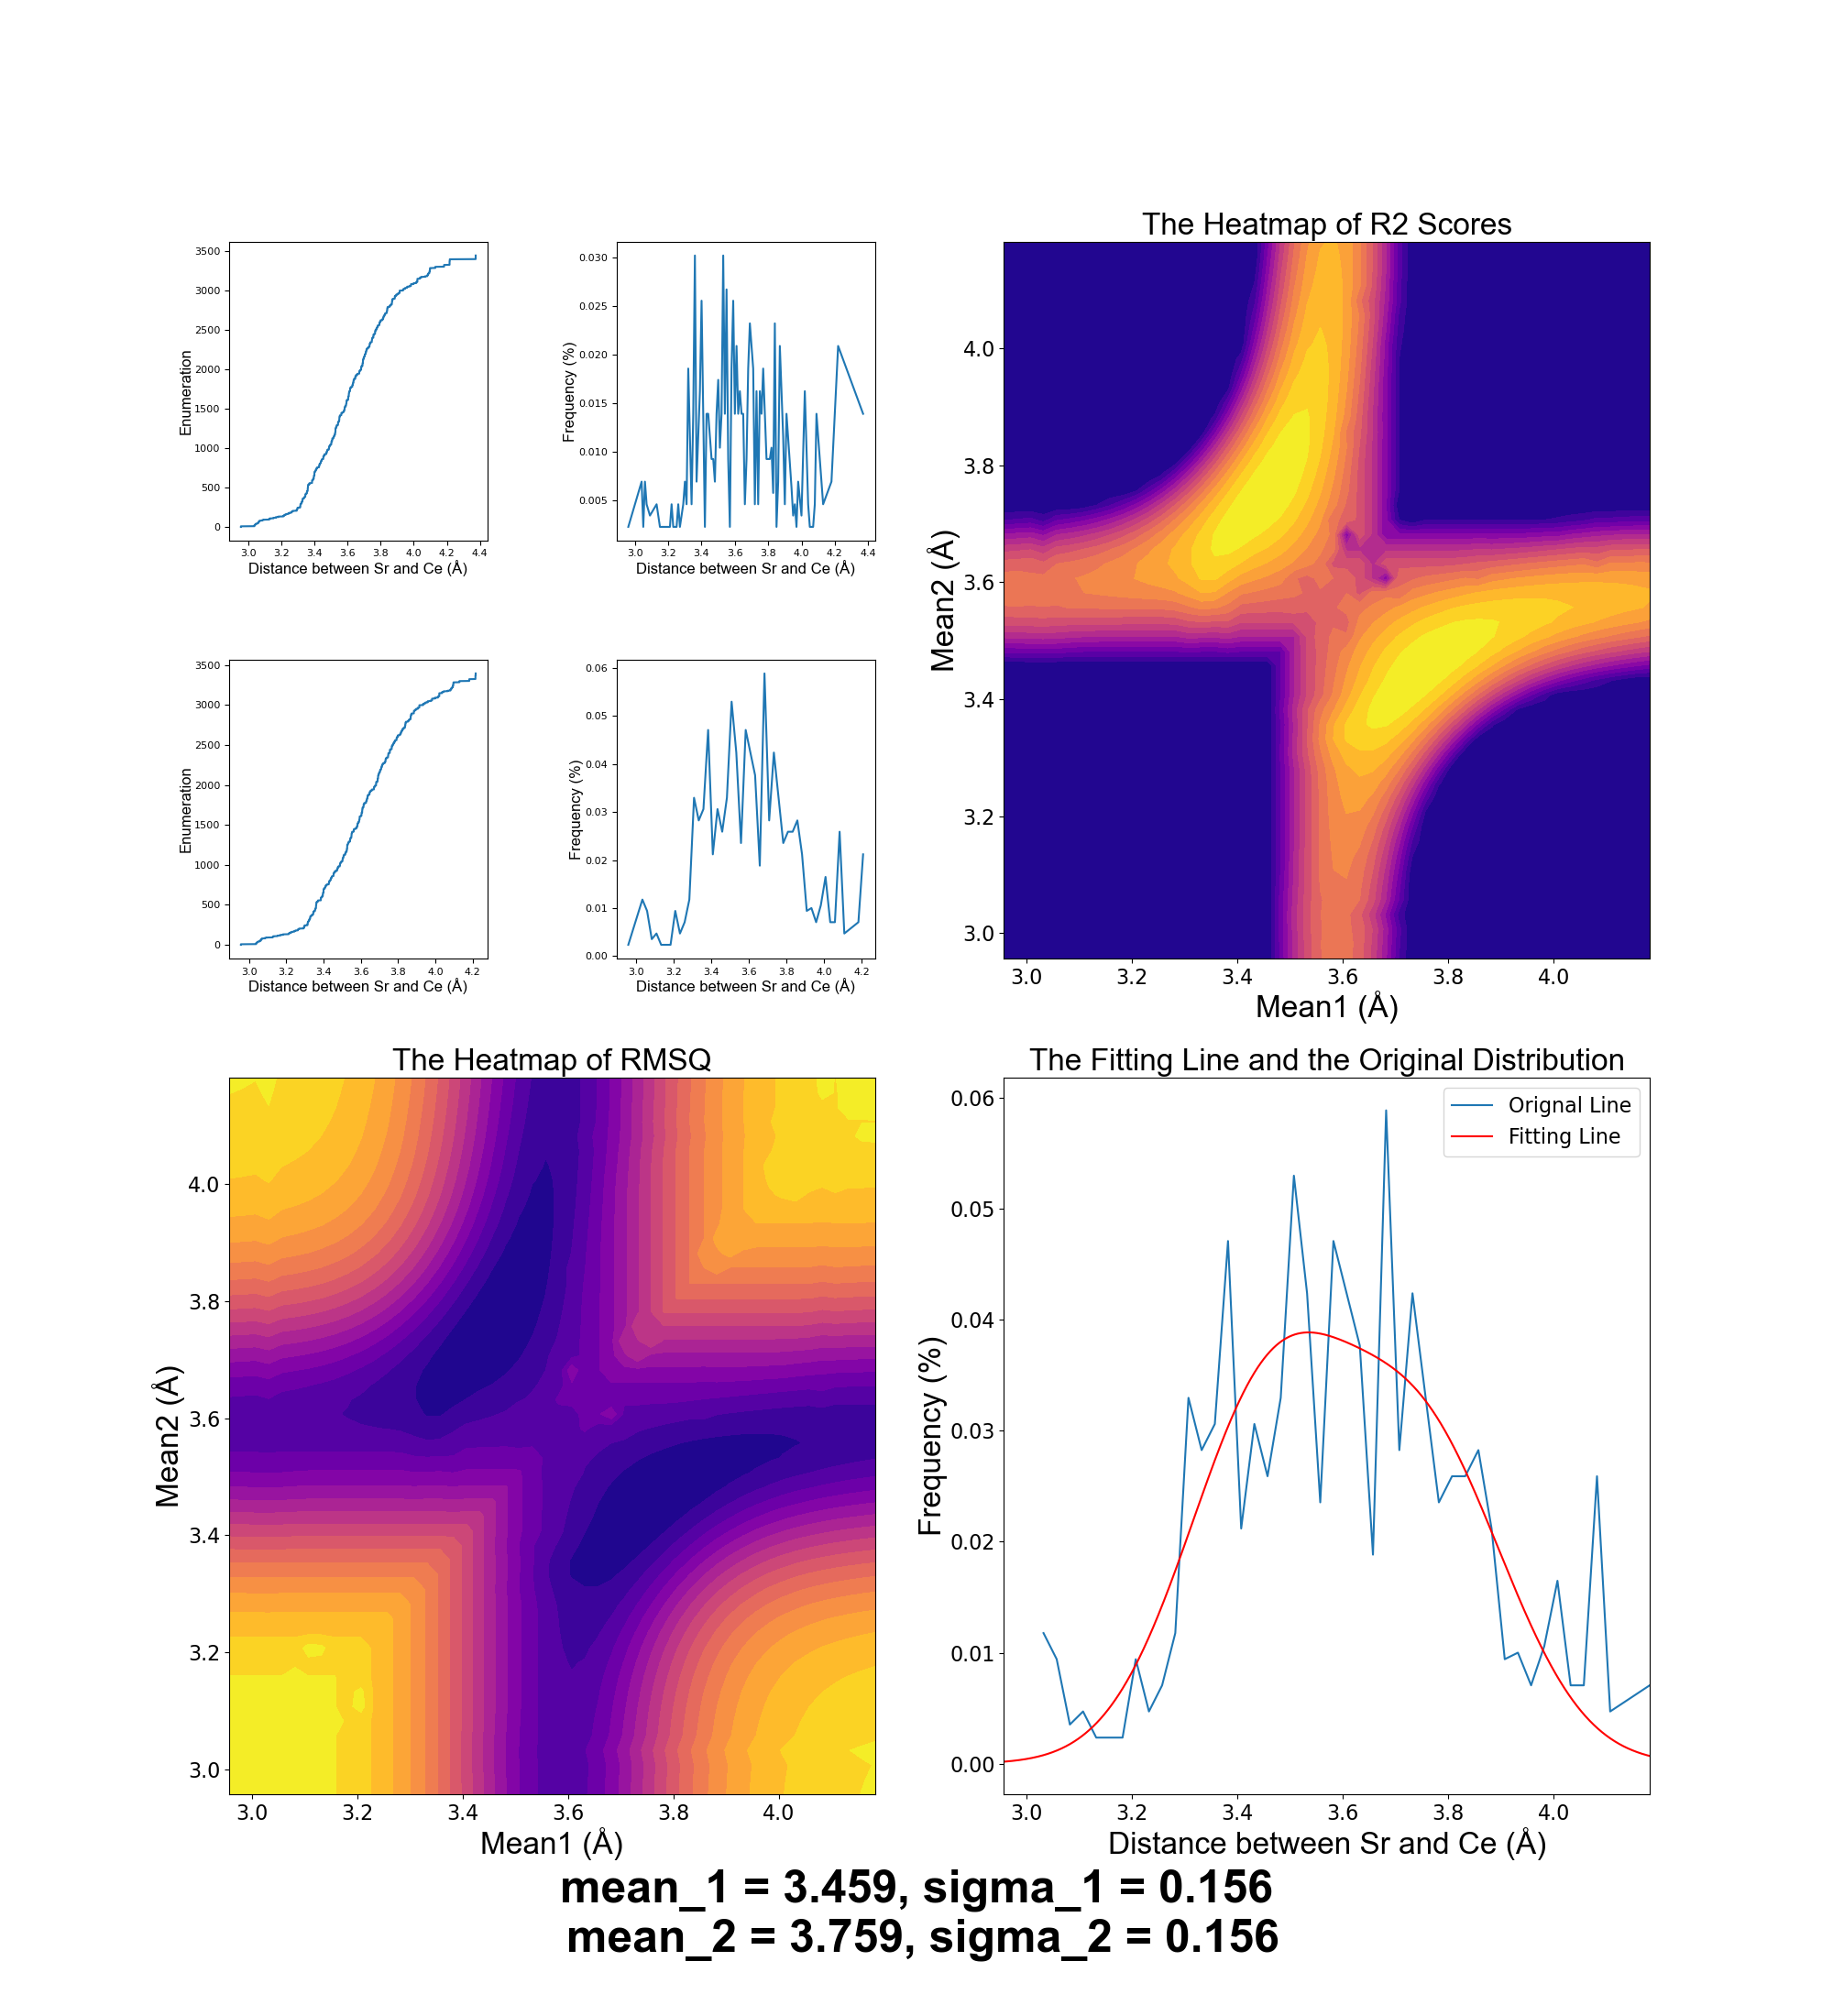 3500
3000
2500
2000
1500
1000
500
0
Enumeration
3.0 3.2 3.4 3.6 3.8 4.0 4.2 4.4
Distance between Sr and Ce (Å)
0.030
0.025
0.020
0.015
0.010
0.005
Frequency (%)
3.0 3.2 3.4 3.6 3.8 4.0 4.2 4.4
Distance between Sr and Ce (Å)
The Heatmap of R2 Scores
4.0
3.8
3.6
3.4
3.2
3.0
Mean2 (Å)
3.0 3.2 3.4 3.6 3.8 4.0
Mean1 (Å)
3500
3000
2500
2000
1500
1000
500
0
Enumeration
3.0 3.2 3.4 3.6 3.8 4.0 4.2
Distance between Sr and Ce (Å)
0.06
0.05
0.04
0.03
0.02
0.01
0.00
Frequency (%)
3.0 3.2 3.4 3.6 3.8 4.0 4.2
Distance between Sr and Ce (Å)
The Heatmap of RMSQ
4.0
3.8
3.6
3.4
3.2
3.0
Mean2 (Å)
3.0 3.2 3.4 3.6 3.8 4.0
Mean1 (Å)
The Fitting Line and the Original Distribution
Orignal Line
Fitting Line
0.06
0.05
0.04
0.03
0.02
0.01
0.00
Frequency (%)
3.0 3.2 3.4 3.6 3.8 4.0
Distance between Sr and Ce (Å)
mean_1 = 3.459, sigma_1 = 0.156
mean_2 = 3.759, sigma_2 = 0.156